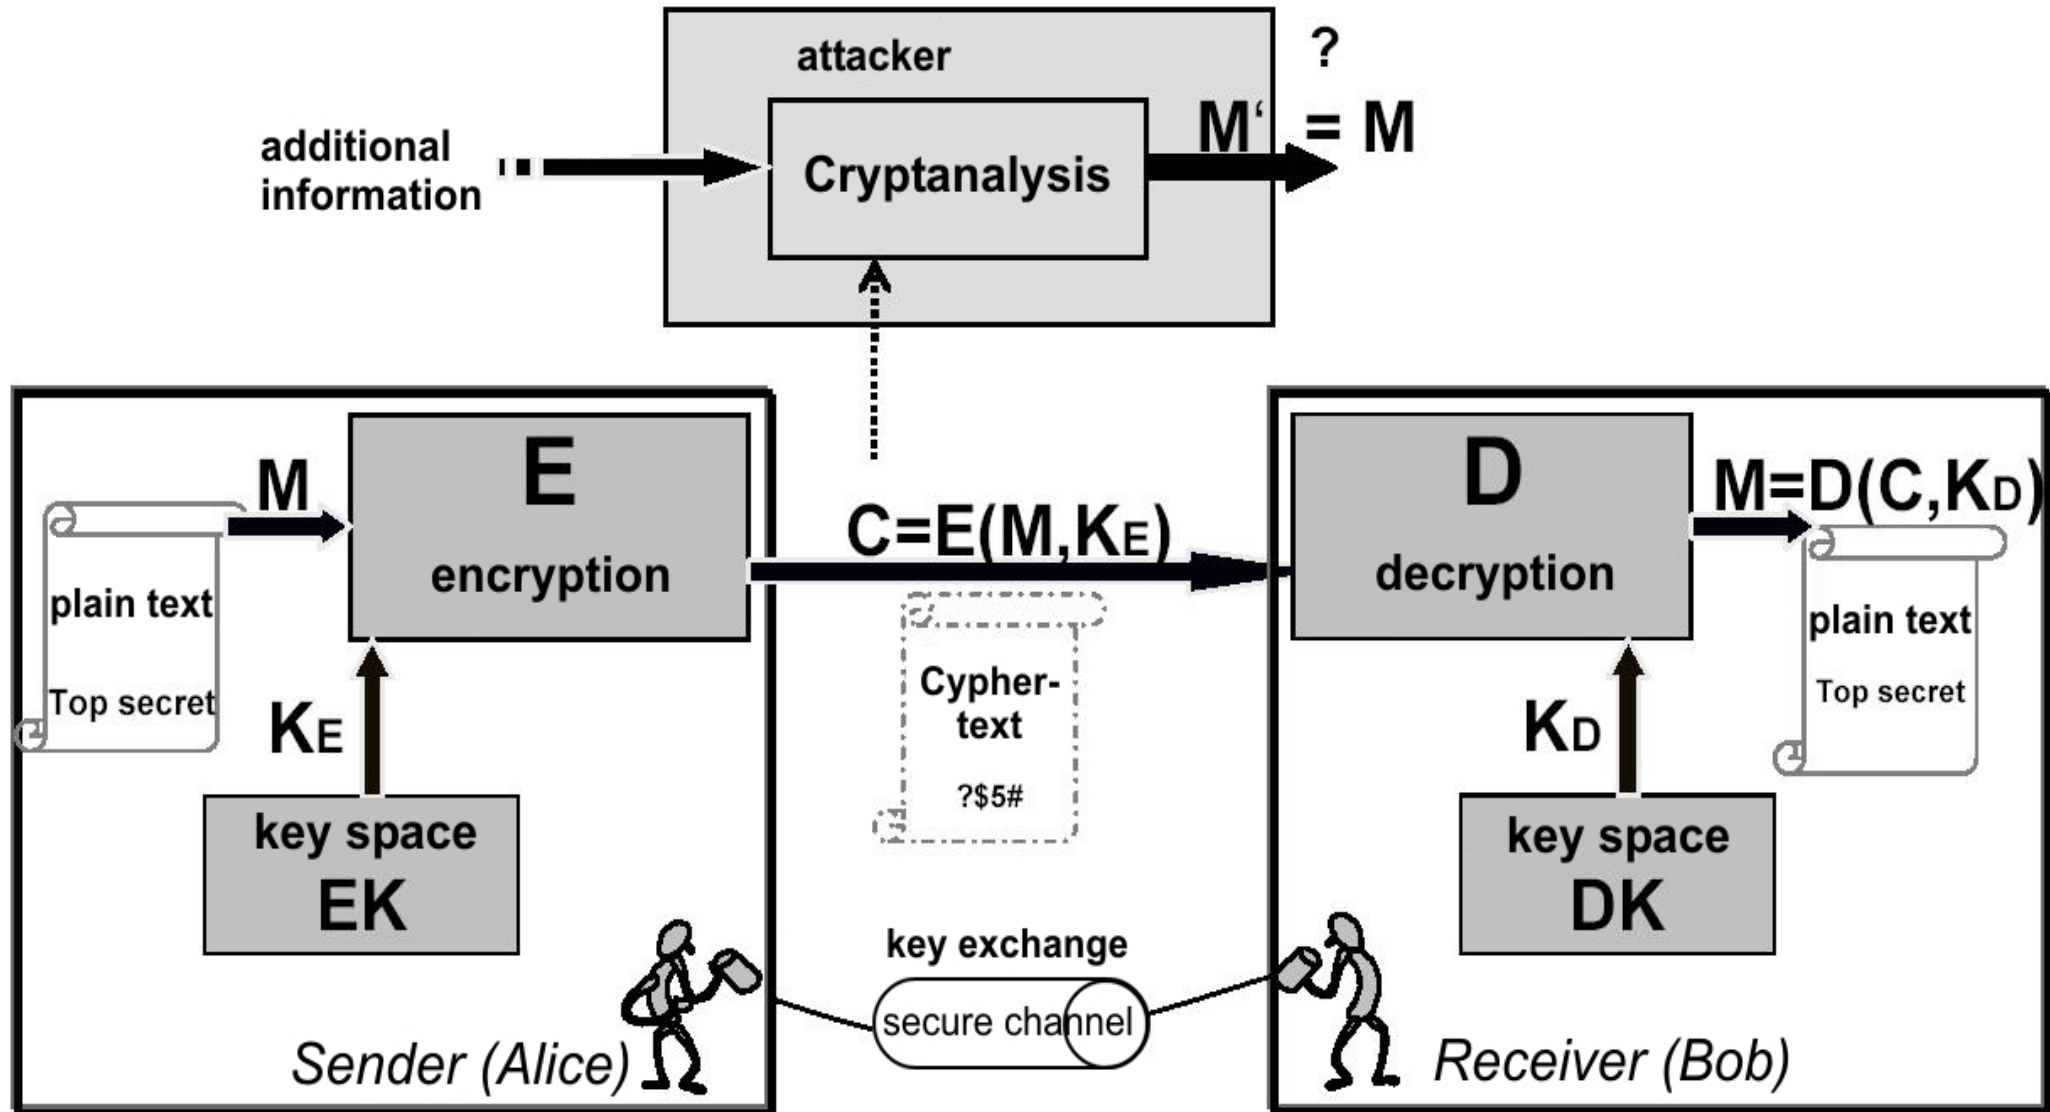 attacker
?
M‘ = M
additional
information
Cryptanalysis
M
E
encryption
plain text
Top secret
KE
key space
EK
Sender (Alice)
C=E(M,KE)
Cypher-
text
?$5#
key exchange
secure channel
D
decryption
M=D(C,KD)
plain text
Top secret
KD
key space
DK
Receiver (Bob)